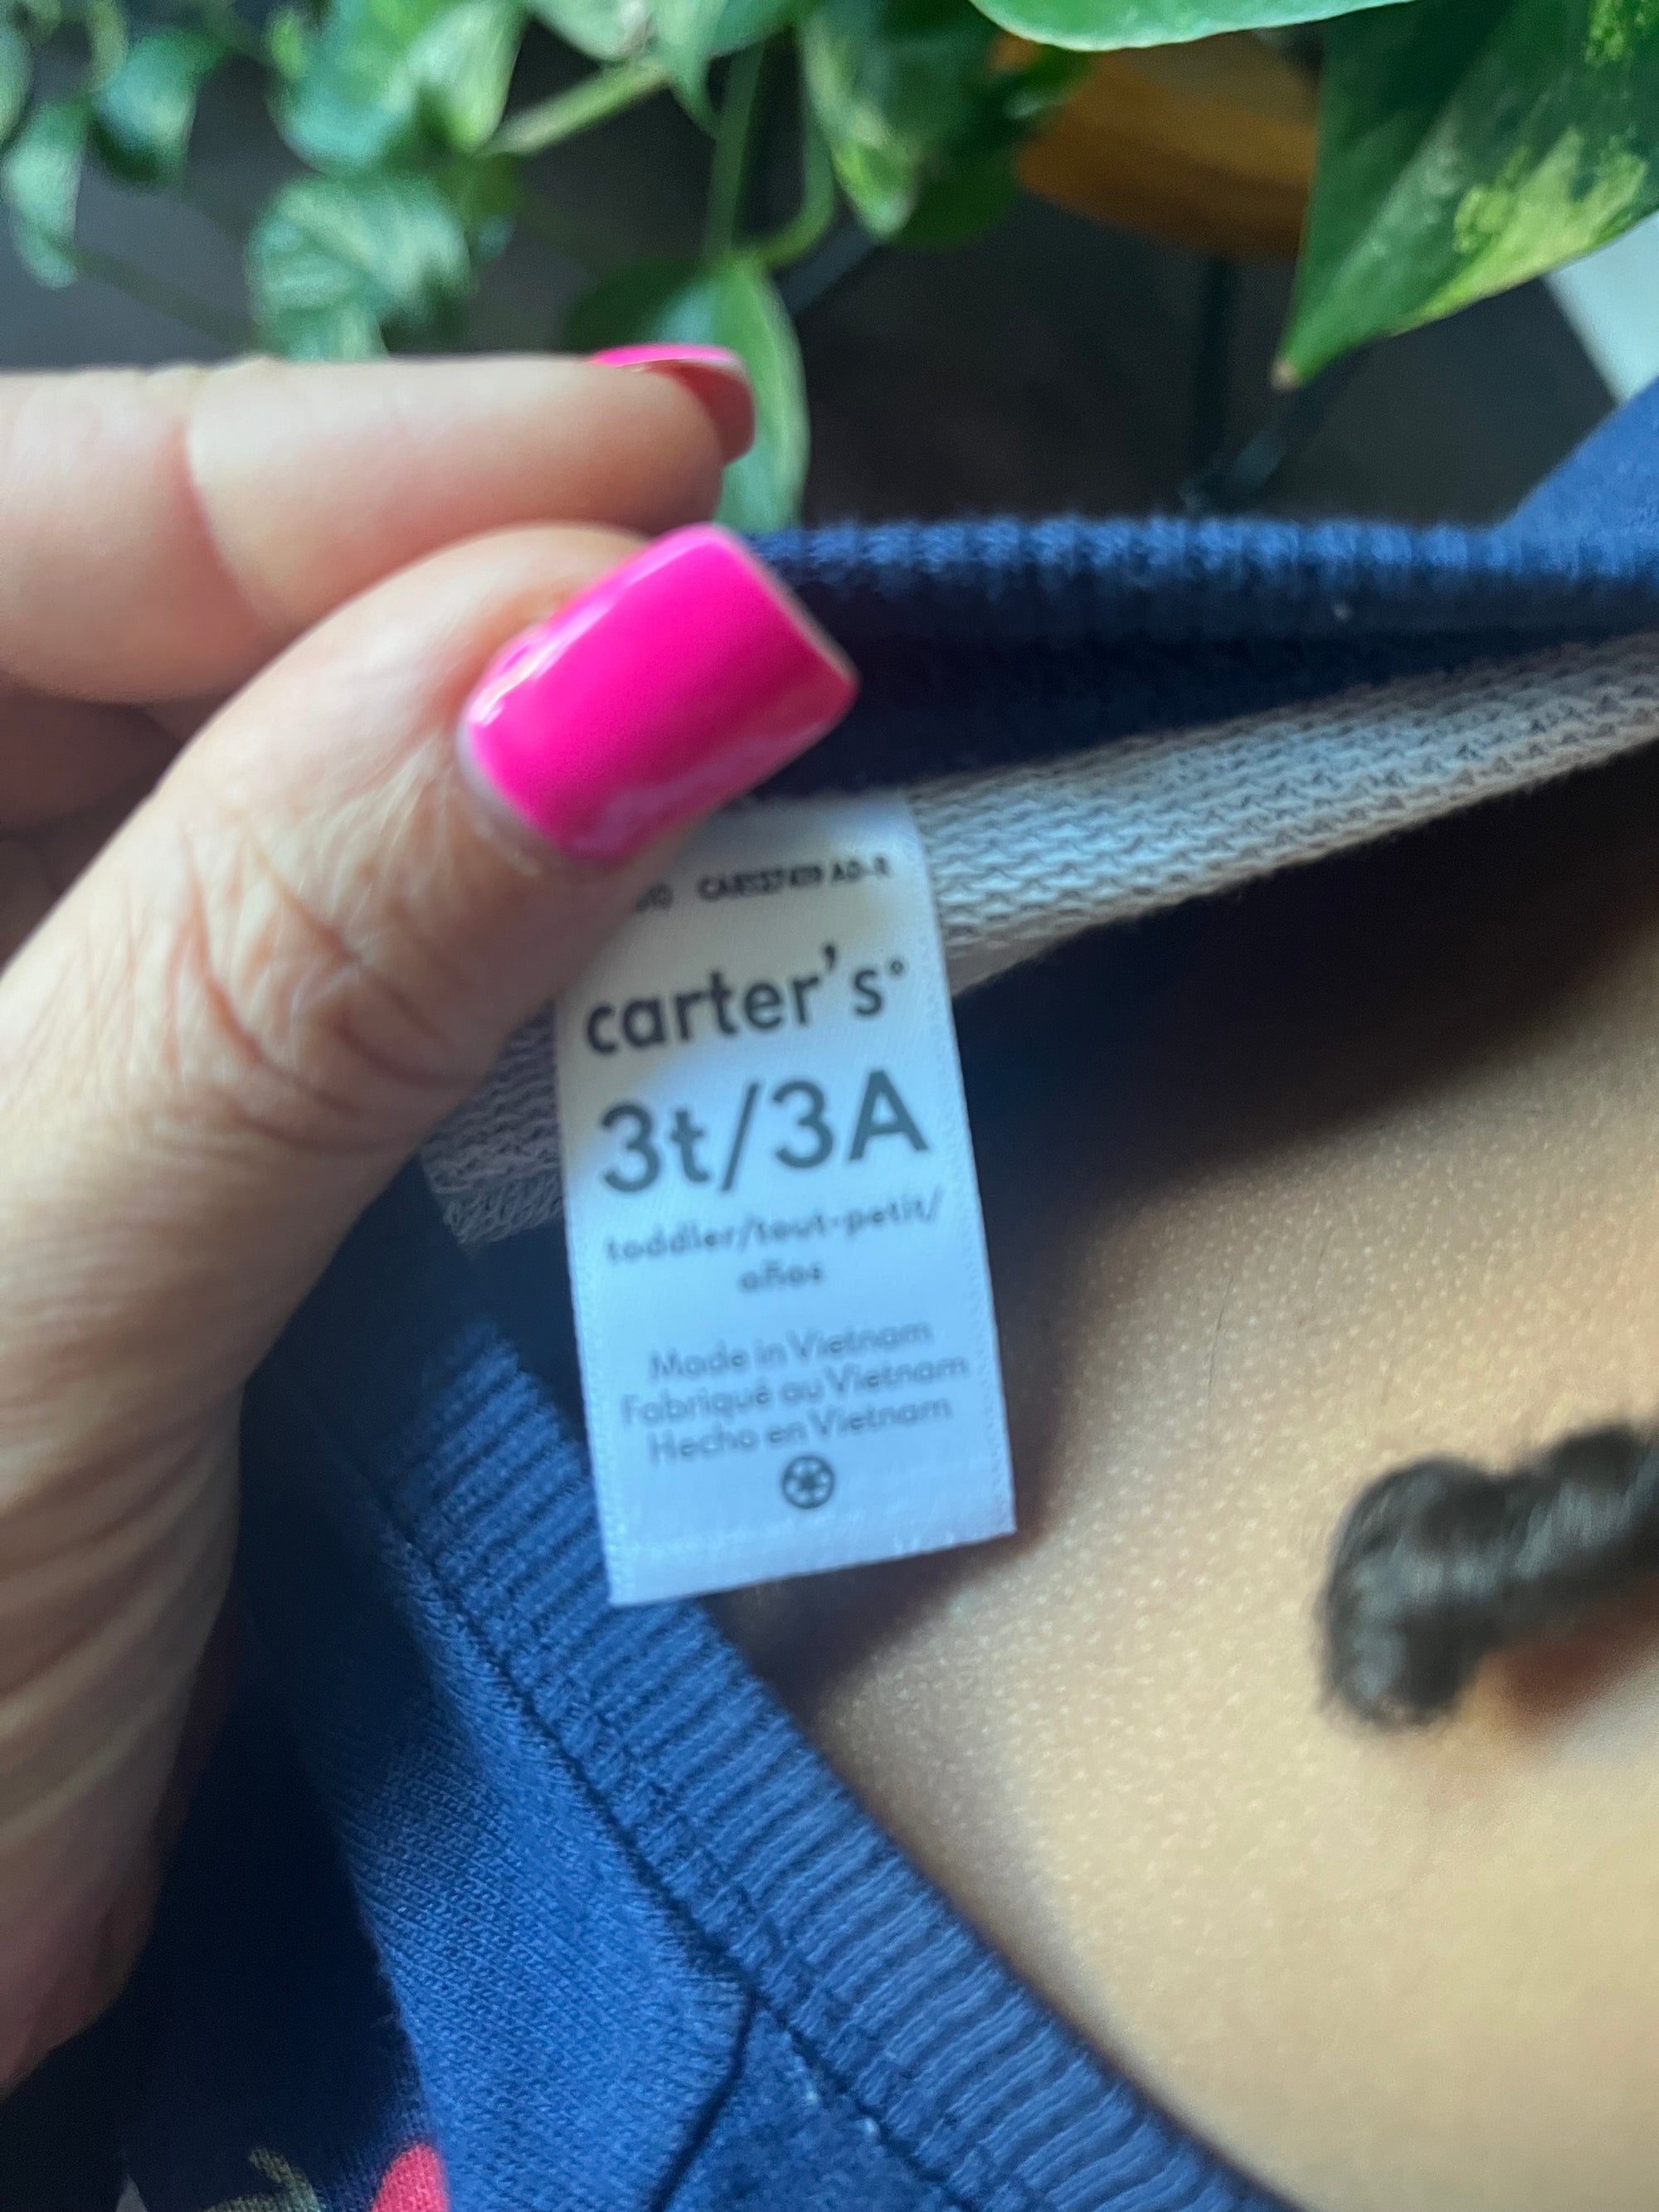 carter's®
3t/3A
toddler/tout-petit/
años
Made in Vietnam
Fabriqué au Vietnam
Hecho en Vietnam